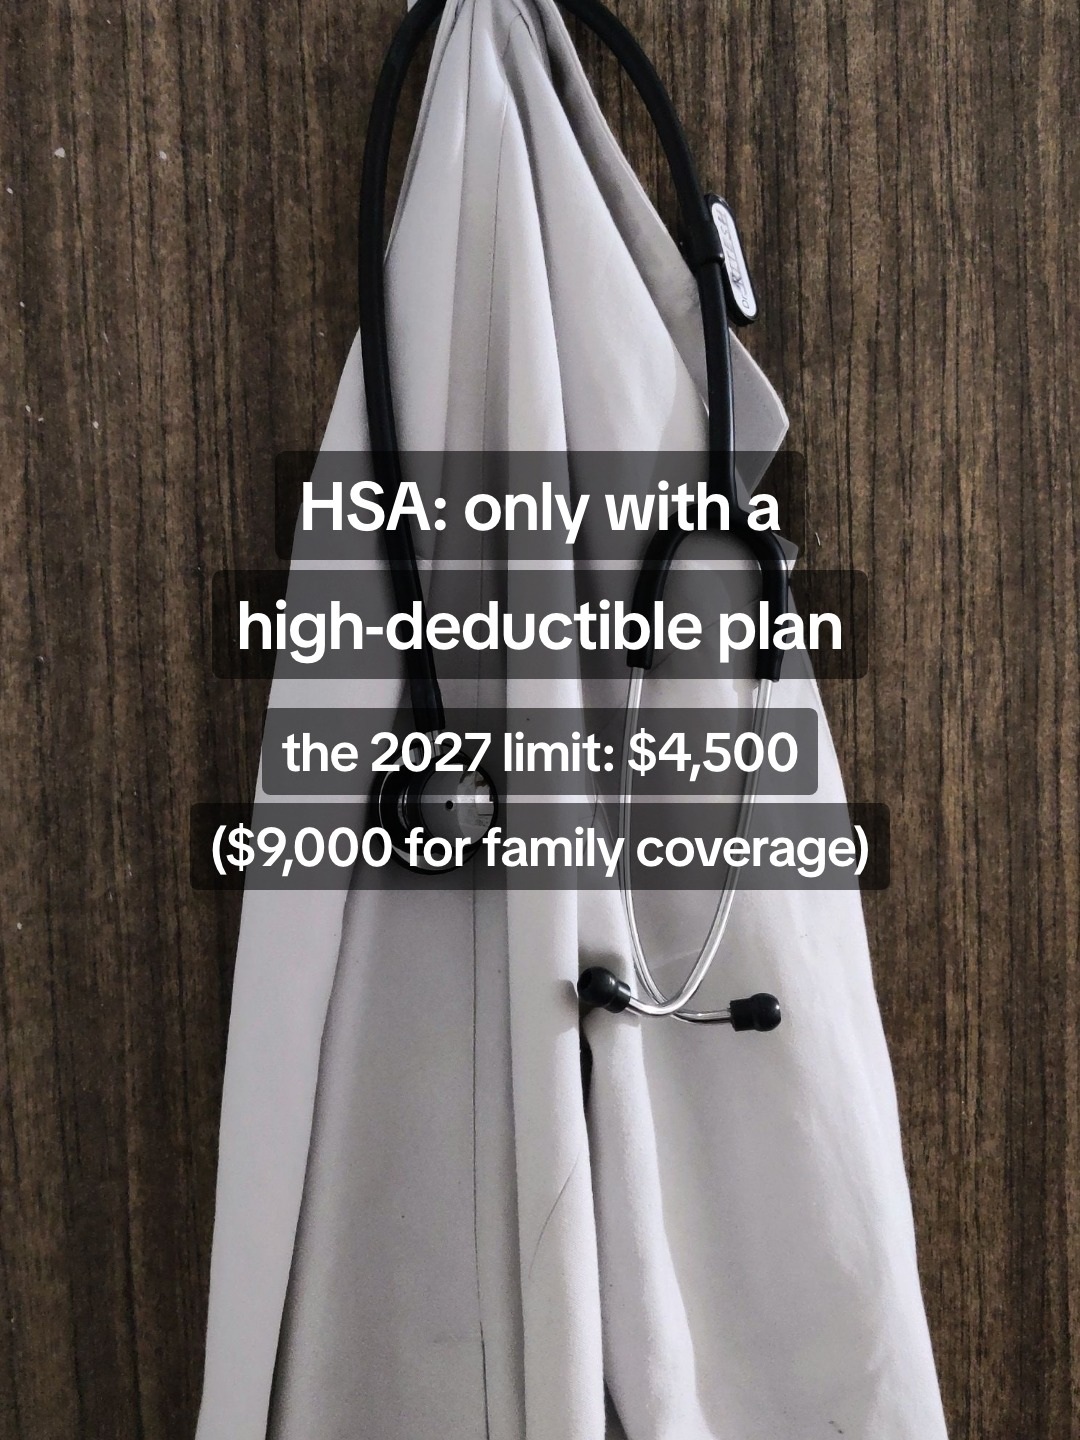 HSA: only with a
high-deductible plan
the 2027 limit: $4,500
($9,000 for family coverage)